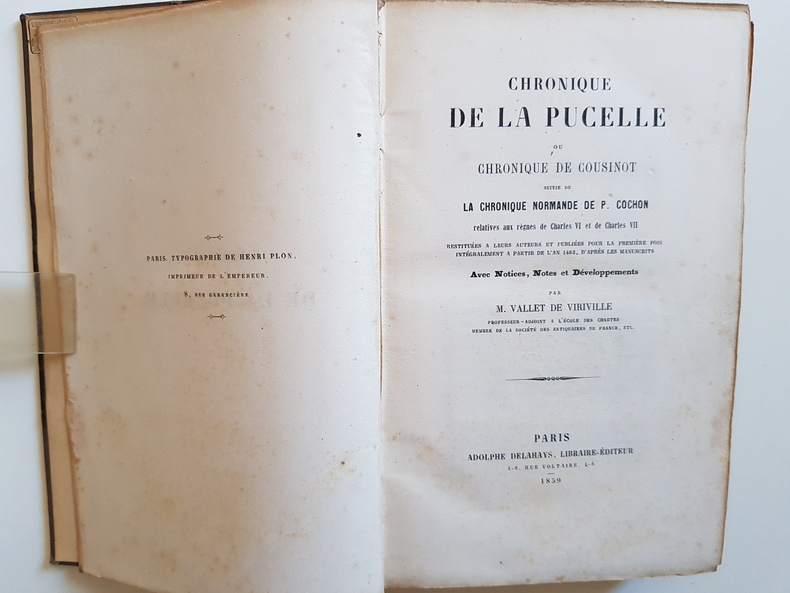 PARIS. TYPOGRAPHIE DE HENRI PLON,
IMPRIMEUR DE L'EMPEREUR,
8, RUE GARANCIÈRE.
CHRONIQUE
DE LA PUCELLE
OU
CHRONIQUE DE COUSINOT
SUIVIE DE
LA CHRONIQUE NORMANDE DE P. COCHON
relatives aux règnes de Charles VI et de Charles VII
RESTITUÉES A LEURS AUTEURS ET PUBLIÉES POUR LA PREMIÈRE FOIS
INTÉGRALEMENT A PARTIR DE L'AN 1403, D'APRÈS LES MANUSCRITS
Avec Notices, Notes et Développements
PAR
M. VALLET DE VIRIVILLE
PROFESSEUR-ADJOINT A L'ÉCOLE DES CHARTES
MEMBRE DE LA SOCIÉTÉ DES ANTIQUAIRES DE FRANCE, ETC.
PARIS
ADOLPHE DELAHAYS, LIBRAIRE-ÉDITEUR
4-6, RUE VOLTAIRE, 4-6
1859